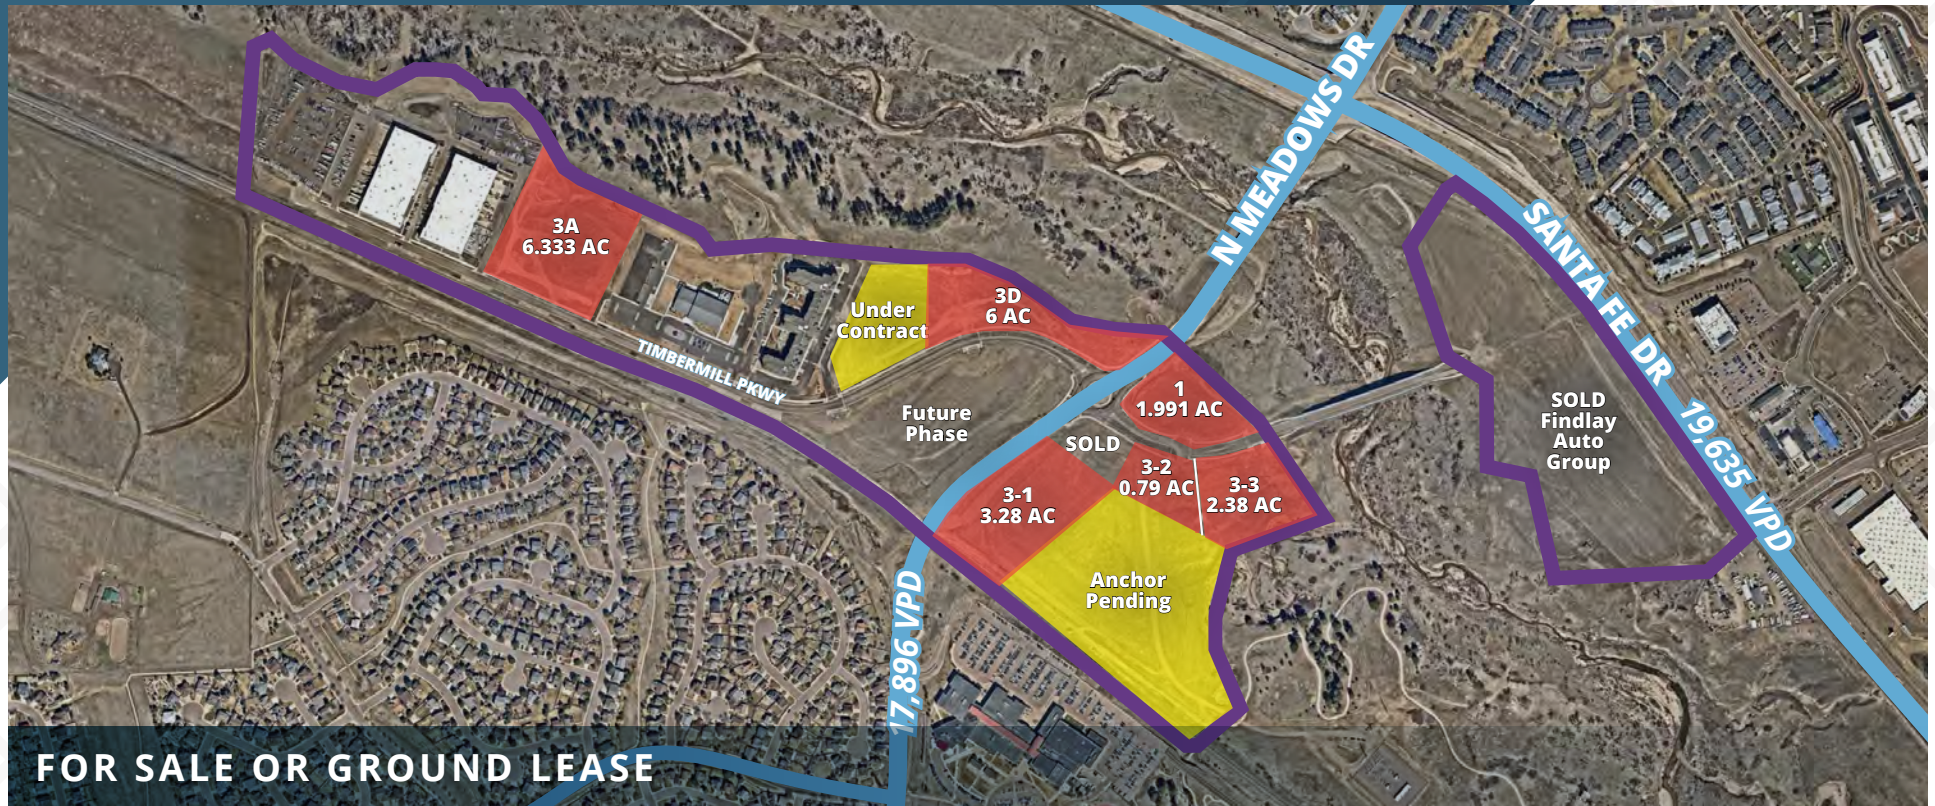 N MEADOWS DR
3A
6.333 AC
SANTA FE DR
19,635 VPD
3D
6 AC
Under
Contract
TIMBERMILL PKWY
1
1.991 AC
Future
Phase
SOLD
SOLD
Findlay
Auto
Group
3-2
0.79 AC
3-3
2.38 AC
3-1
3.28 AC
Anchor
Pending
17,896 VPD
FOR SALE OR GROUND LEASE